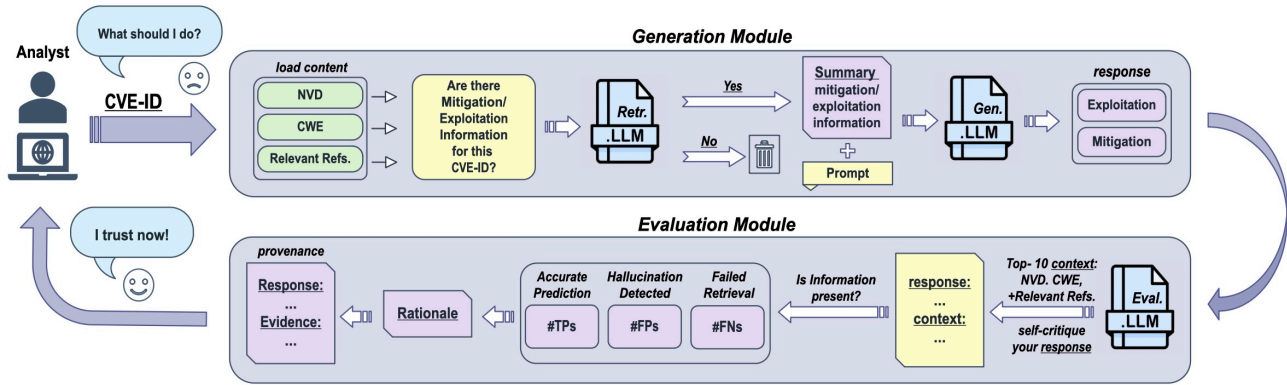 Analyst
What should I do?
CVE-ID
Generation Module
load content
NVD
CWE
Relevant Refs.
Are there
Mitigation/
Exploitation
Information
for this
CVE-ID?
Retr.
.LLM
Yes
No
Summary
mitigation/
exploitation
information
+
Prompt
Gen.
.LLM
response
Exploitation
Mitigation
Evaluation Module
Eval.
.LLM
Top- 10 context:
NVD. CWE,
+Relevant Refs.
self-critique
your response
response:
...
context:
...
Is Information
present?
Accurate
Prediction
#TPs
Hallucination
Detected
#FPs
Failed
Retrieval
#FNs
Rationale
provenance
Response:
...
Evidence:
...
I trust now!